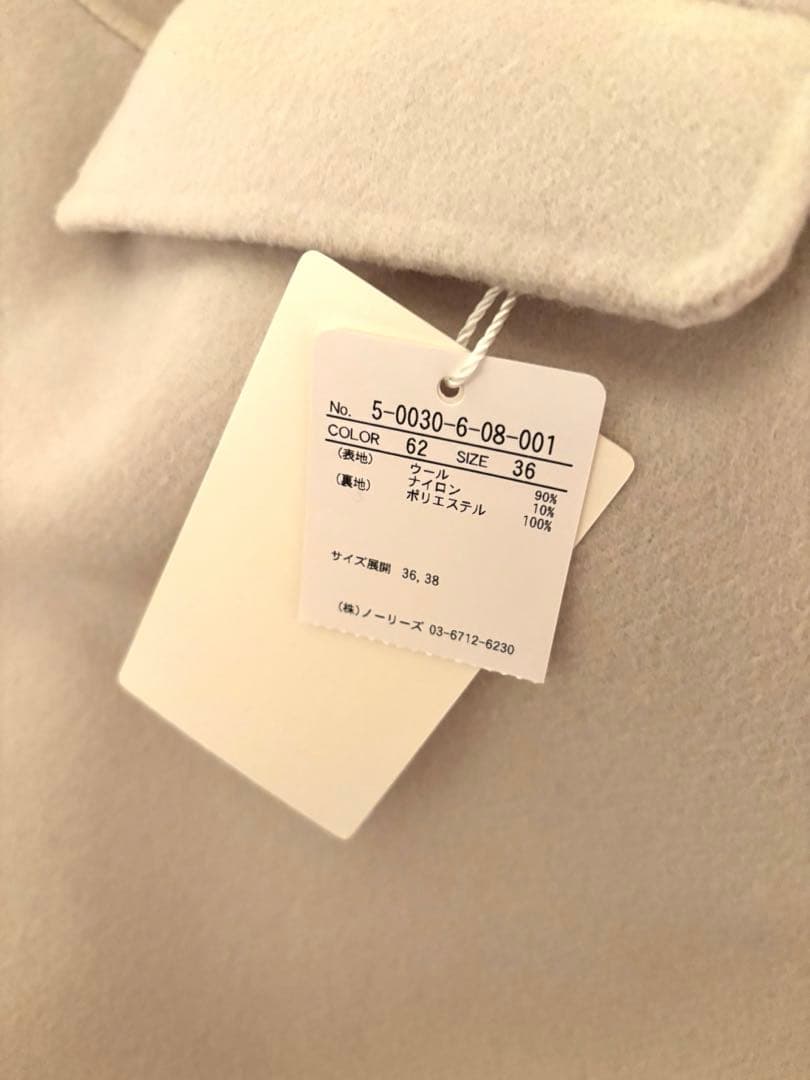 No. 5-0030-6-08-001
COLOR 62 SIZE 36
(表地) ウール 90%
ナイロン 10%
(裏地) ポリエステル 100%
サイズ展開 36,38
(株)ノーリーズ 03-6712-6230